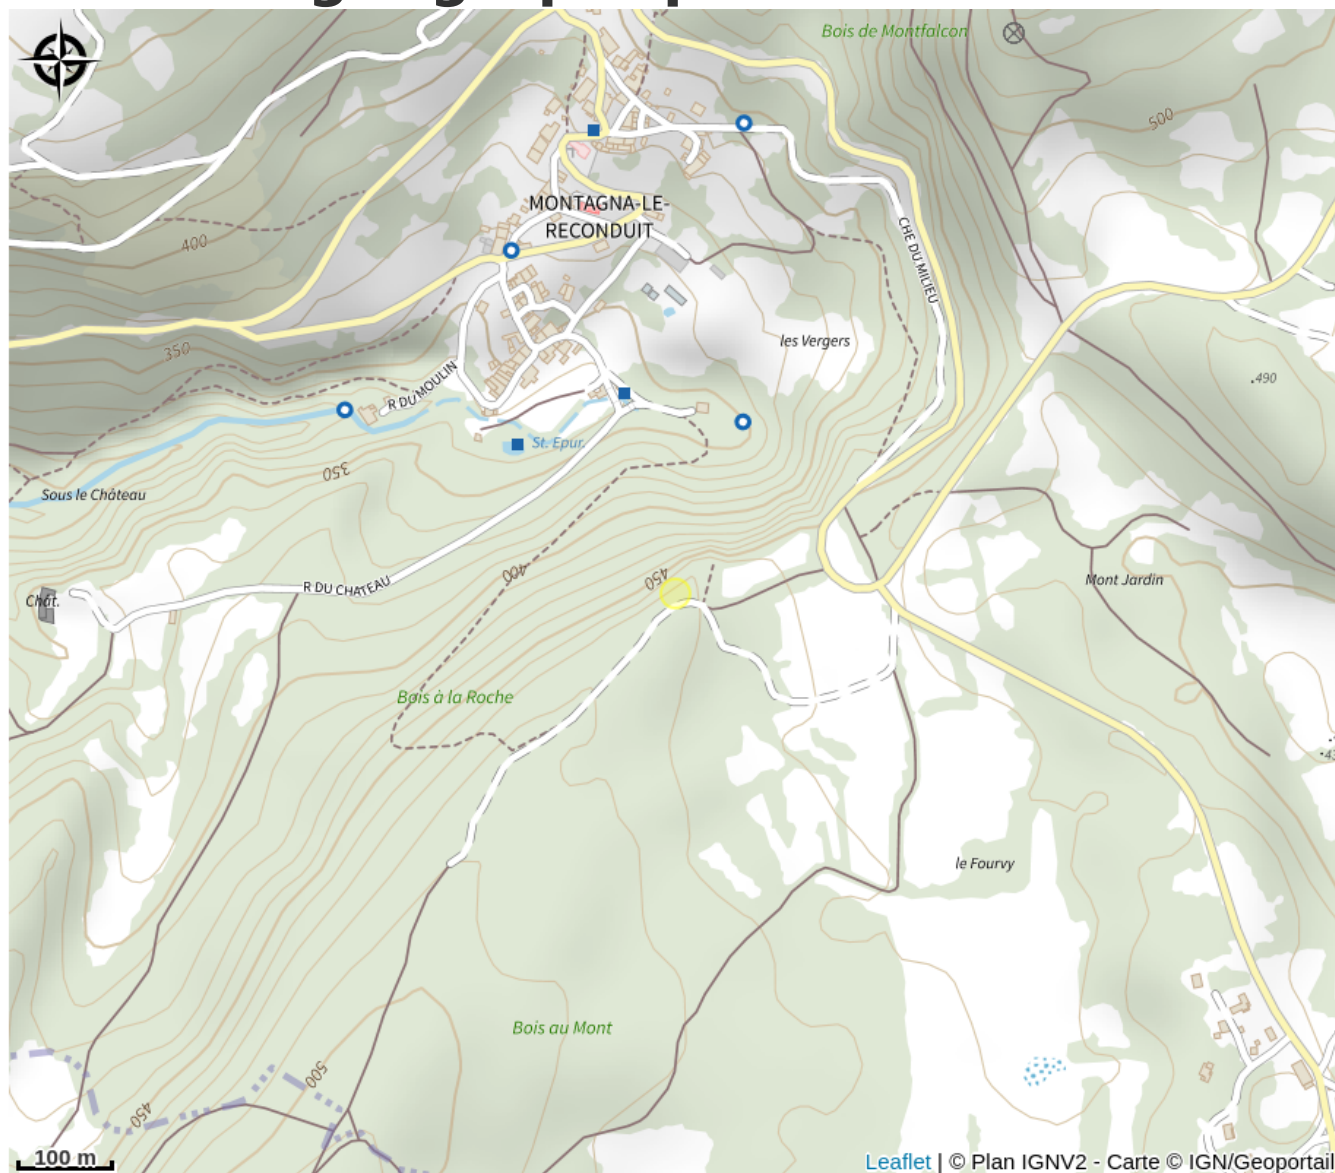 Bois de Montfalcon
500
MONTAGNA-LE-
RECONDUIT
400
CHE DU MILIEU
les Vergers
350
.490
R DU MOULIN
St. Epur.
350
Sous le Château
400
450
Mont Jardin
R DU CHATEAU
Chât.
Bois à la Roche
le Fourvy
Bois au Mont
500
450
100 m
Leaflet | © Plan IGNV2 - Carte © IGN/Geoportail